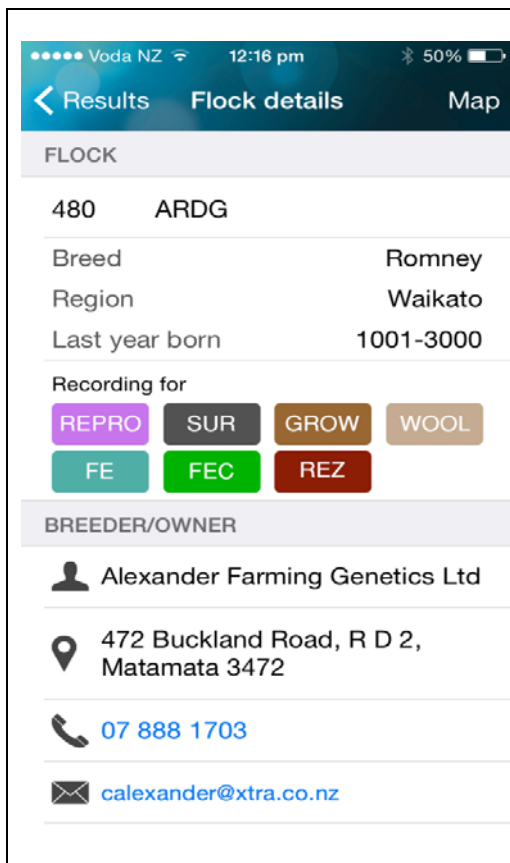 Voda NZ 12:16 pm 50%
Results Flock details Map
FLOCK
480 ARDG
Breed Romney
Region Waikato
Last year born 1001-3000
Recording for
REPRO SUR GROW WOOL
FE FEC REZ
BREEDER/OWNER
Alexander Farming Genetics Ltd
472 Buckland Road, R D 2,
Matamata 3472
07 888 1703
calexander@xtra.co.nz